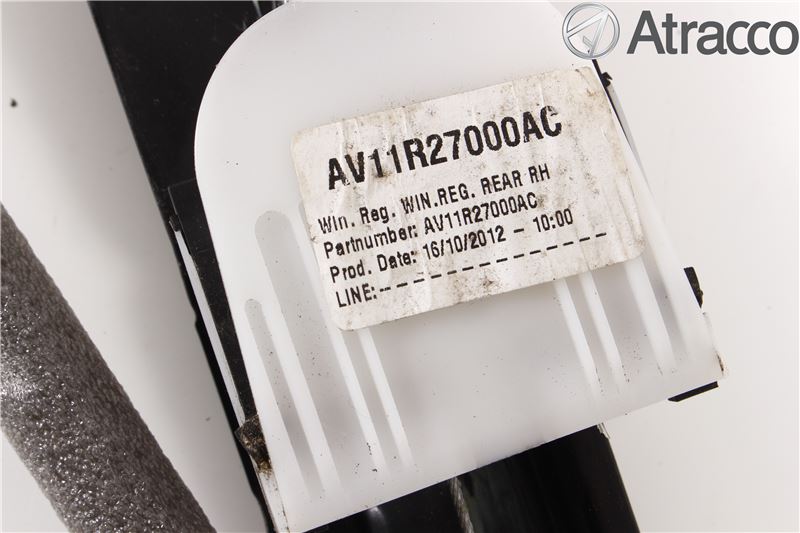 Atracco
AV11R27000AC
Win. Reg. WIN.REG. REAR RH
Partnumber: AV11R27000AC
Prod. Date: 16/10/2012 - 10:00
LINE:- - - - - - - - - - - - - - -